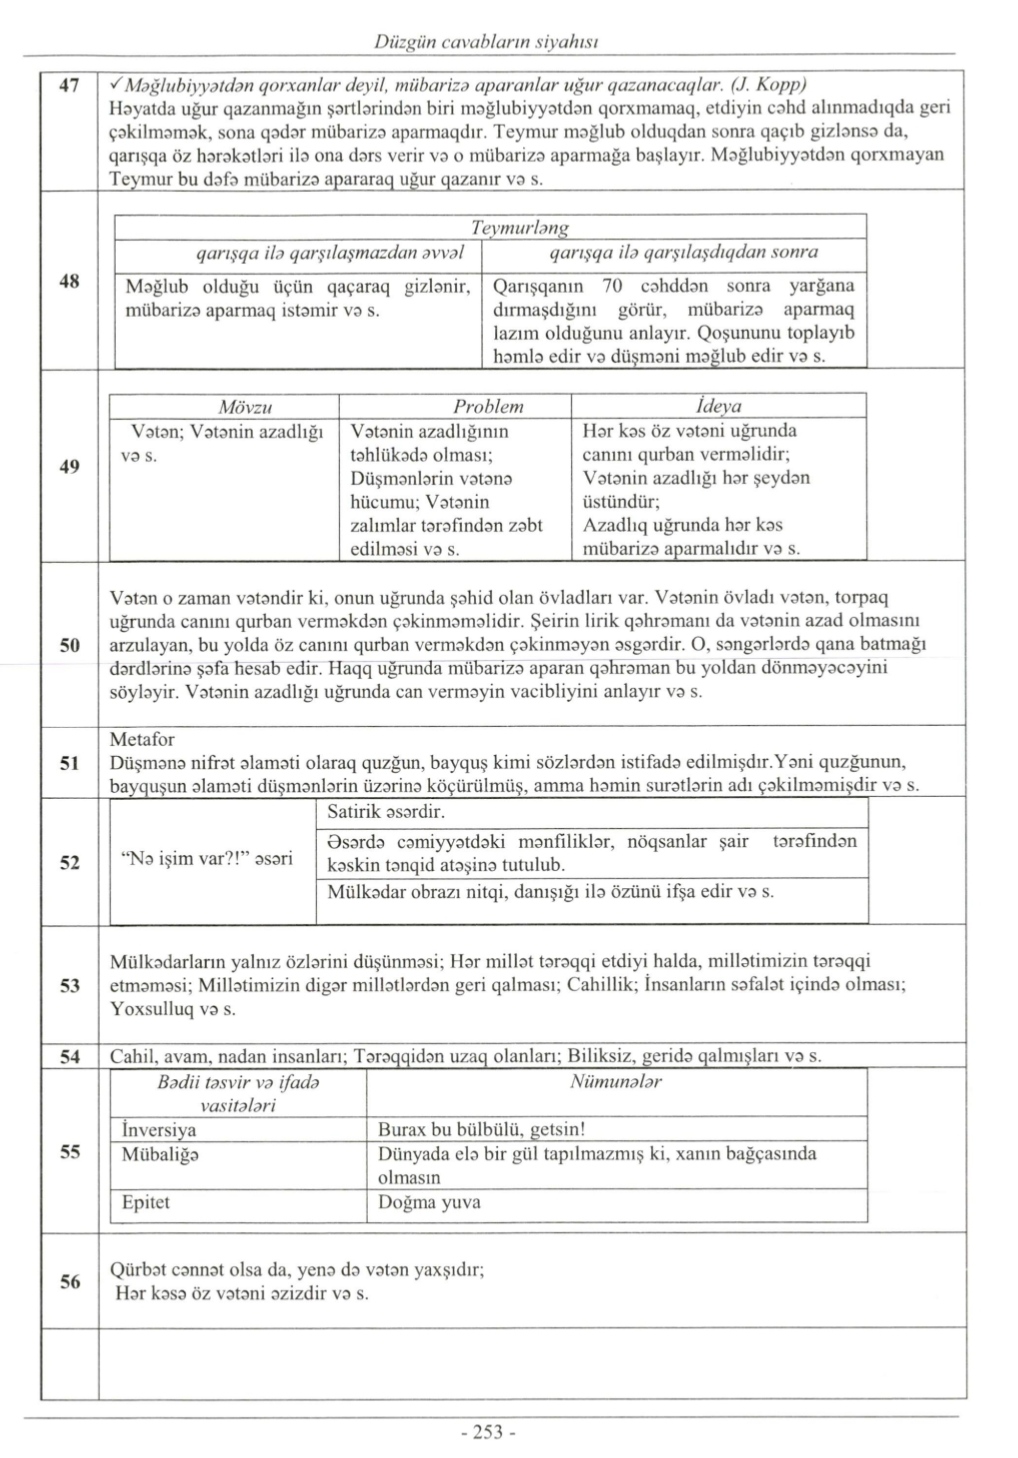 Düzgün cavabların siyahısı
47
✓ Məğlubiyyətdən qorxanlar deyil, mübarizə aparanlar uğur qazanacaqlar. (J. Kopp)
Həyatda uğur qazanmağın şərtlərindən biri məğlubiyyətdən qorxmamaq, etdiyin cəhd alınmadıqda geri
çəkilməmək, sona qədər mübarizə aparmaqdır. Teymur məğlub olduqdan sonra qaçıb gizlənsə də,
qarışqa öz hərəkətləri ilə ona dərs verir və o mübarizə aparmağa başlayır. Məğlubiyyətdən qorxmayan
Teymur bu dəfə mübarizə apararaq uğur qazanır və s.
48
Teymurləng
qarışqa ilə qarşılaşmazdan əvvəl
qarışqa ilə qarşılaşdıqdan sonra
Məğlub olduğu üçün qaçaraq gizlənir,
mübarizə aparmaq istəmir və s.
Qarışqanın 70 cəhddən sonra yarğana
dırmaşdığını görür, mübarizə aparmaq
lazım olduğunu anlayır. Qoşununu toplayıb
həmlə edir və düşməni məğlub edir və s.
49
Mövzu
Problem
İdeya
Vətən; Vətənin azadlığı
və s.
Vətənin azadlığının
təhlükədə olması;
Düşmənlərin vətənə
hücumu; Vətənin
zalımlar tərəfindən zəbt
edilməsi və s.
Hər kəs öz vətəni uğrunda
canını qurban verməlidir;
Vətənin azadlığı hər şeydən
üstündür;
Azadlıq uğrunda hər kəs
mübarizə aparmalıdır və s.
50
Vətən o zaman vətəndir ki, onun uğrunda şəhid olan övladları var. Vətənin övladı vətən, torpaq
uğrunda canını qurban verməkdən çəkinməməlidir. Şeirin lirik qəhrəmanı da vətənin azad olmasını
arzulayan, bu yolda öz canını qurban verməkdən çəkinməyən əsgərdir. O, səngərlərdə qana batmağı
dərdlərinə şəfa hesab edir. Haqq uğrunda mübarizə aparan qəhrəman bu yoldan dönməyəcəyini
söyləyir. Vətənin azadlığı uğrunda can verməyin vacibliyini anlayır və s.
51
Metafor
Düşmənə nifrət əlaməti olaraq quzğun, bayquş kimi sözlərdən istifadə edilmişdır.Yəni quzğunun,
bayquşun əlaməti düşmənlərin üzərinə köçürülmüş, amma həmin surətlərin adı çəkilməmişdir və s.
52
“Nə işim var?!” əsəri
Satirik əsərdir.
Əsərdə cəmiyyətdəki mənfiliklər, nöqsanlar şair tərəfindən
kəskin tənqid atəşinə tutulub.
Mülkədar obrazı nitqi, danışığı ilə özünü ifşa edir və s.
53
Mülkədarların yalnız özlərini düşünməsi; Hər millət tərəqqi etdiyi halda, millətimizin tərəqqi
etməməsi; Millətimizin digər millətlərdən geri qalması; Cahillik; İnsanların səfalət içində olması;
Yoxsulluq və s.
54
Cahil, avam, nadan insanları; Tərəqqidən uzaq olanları; Biliksiz, geridə qalmışları və s.
55
Bədii təsvir və ifadə
vasitələri
Nümunələr
İnversiya
Burax bu bülbülü, getsin!
Mübaliğə
Dünyada elə bir gül tapılmazmış ki, xanın bağçasında
olmasın
Epitet
Doğma yuva
56
Qürbət cənnət olsa da, yenə də vətən yaxşıdır;
Hər kəsə öz vətəni əzizdir və s.
- 253 -